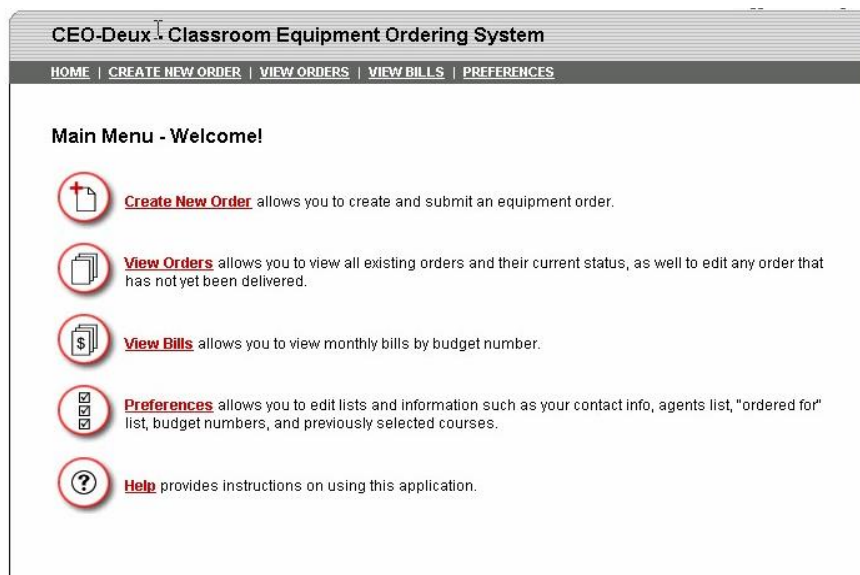 CEO-Deux - Classroom Equipment Ordering System
HOME | CREATE NEW ORDER | VIEW ORDERS | VIEW BILLS | PREFERENCES
Main Menu - Welcome!
Create New Order allows you to create and submit an equipment order.
View Orders allows you to view all existing orders and their current status, as well to edit any order that
has not yet been delivered.
$
View Bills allows you to view monthly bills by budget number.
Preferences allows you to edit lists and information such as your contact info, agents list, "ordered for"
list, budget numbers, and previously selected courses.
?
Help provides instructions on using this application.